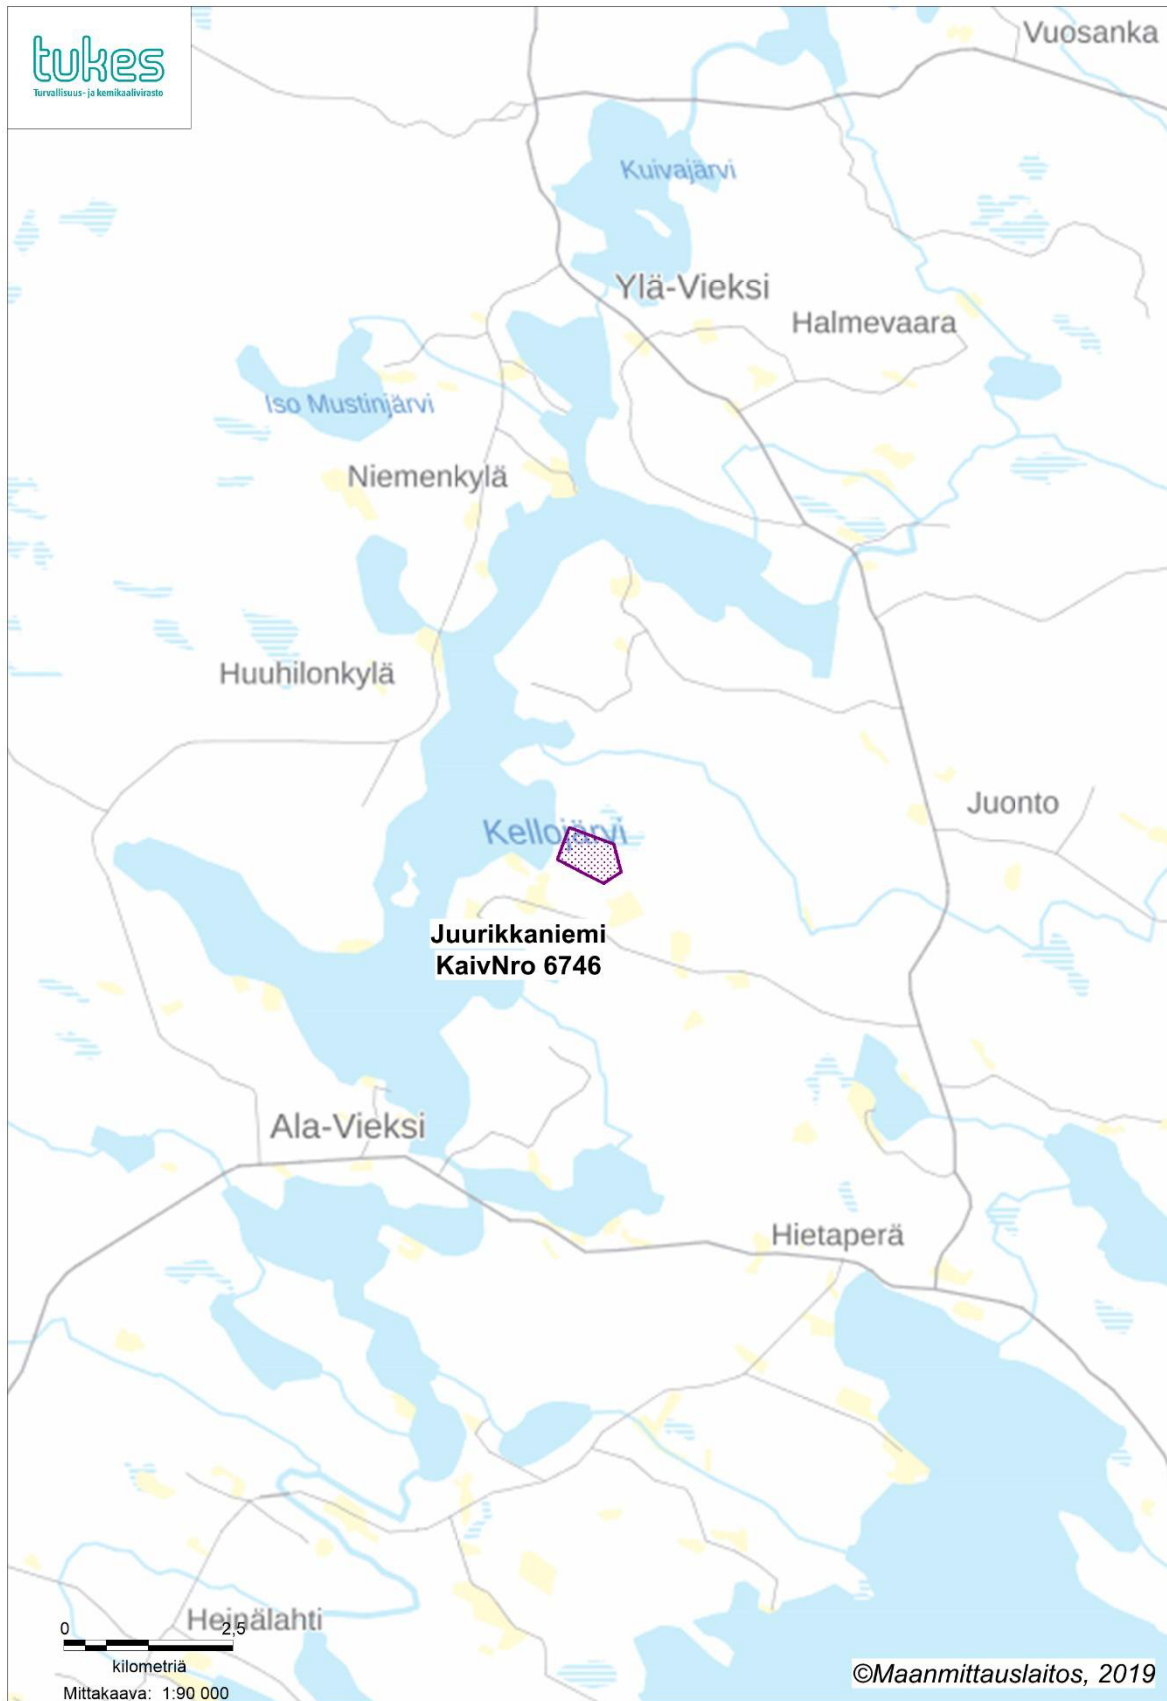 tukes
Turvallisuus- ja kemikaalivirasto
Vuosanka
Kuivajärvi
Ylä-Vieksi
Halmevaara
Iso Mustinjärvi
Niemenkylä
Huuhilonkylä
Juonto
Kellojärvi
Juurikkaniemi
KaivNro 6746
Ala-Vieksi
Hietaperä
Heinälahti
0 2,5
kilometriä
Mittakaava: 1:90 000
©Maanmittauslaitos, 2019